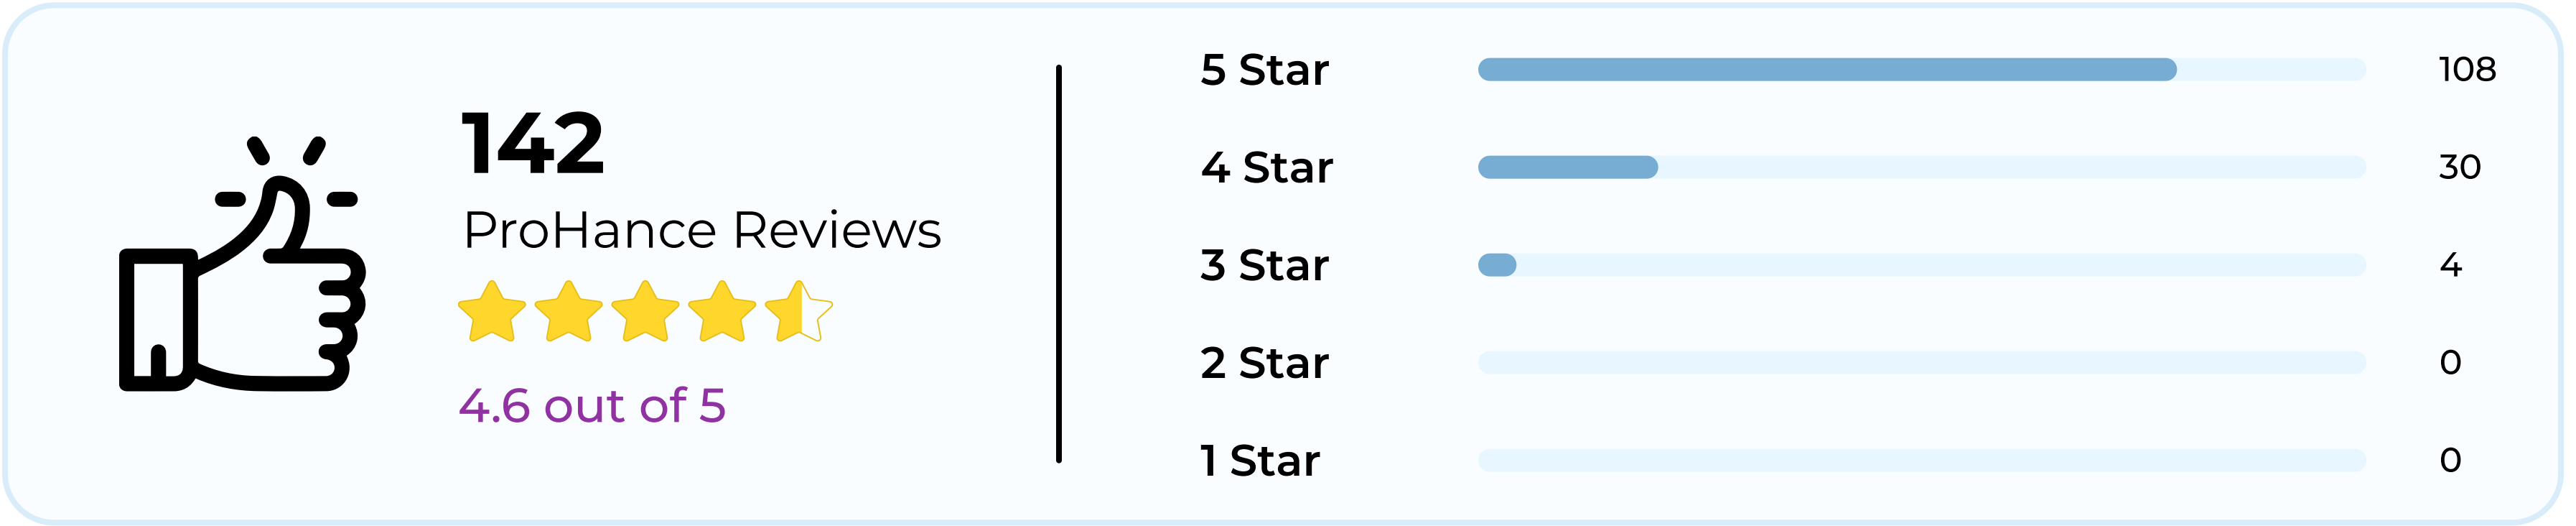 142
ProHance Reviews
4.6 out of 5
5 Star 108
4 Star 30
3 Star 4
2 Star 0
1 Star 0